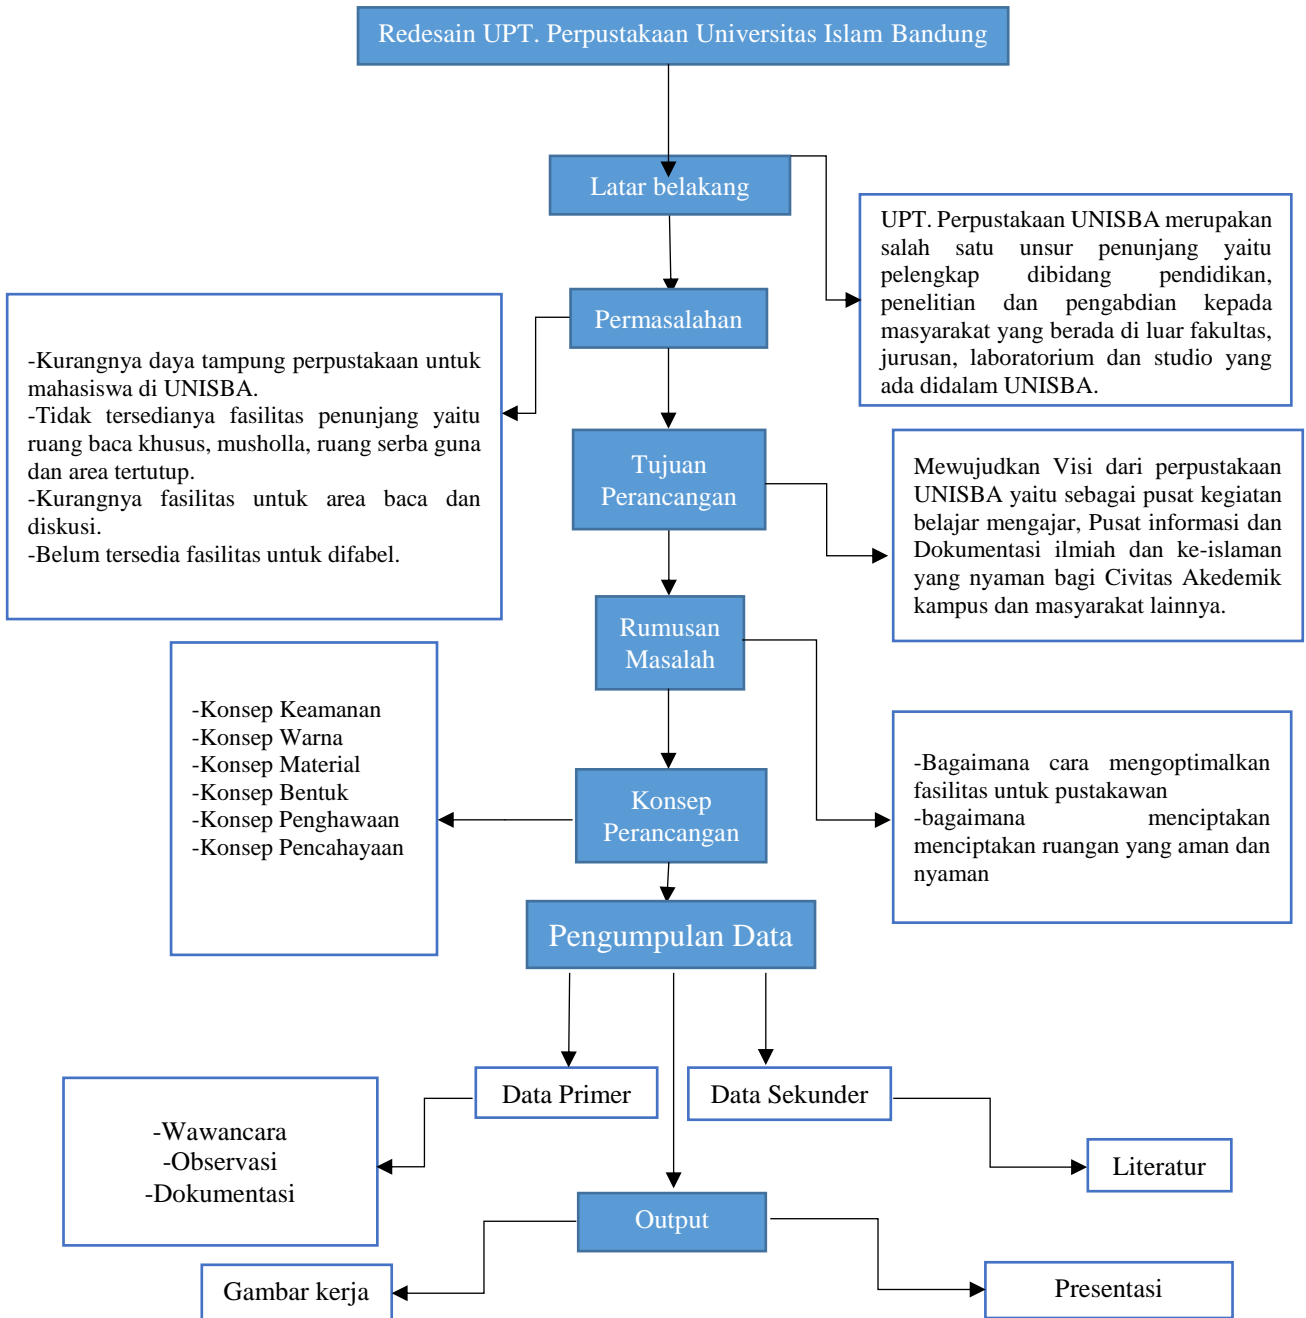 Redesain UPT. Perpustakaan Universitas Islam Bandung
Latar belakang
UPT. Perpustakaan UNISBA merupakan
salah satu unsur penunjang yaitu
pelengkap dibidang pendidikan,
penelitian dan pengabdian kepada
masyarakat yang berada di luar fakultas,
jurusan, laboratorium dan studio yang
ada didalam UNISBA.
Permasalahan
-Kurangnya daya tampung perpustakaan untuk
mahasiswa di UNISBA.
-Tidak tersedianya fasilitas penunjang yaitu
ruang baca khusus, musholla, ruang serba guna
dan area tertutup.
-Kurangnya fasilitas untuk area baca dan
diskusi.
-Belum tersedia fasilitas untuk difabel.
Tujuan
Perancangan
Mewujudkan Visi dari perpustakaan
UNISBA yaitu sebagai pusat kegiatan
belajar mengajar, Pusat informasi dan
Dokumentasi ilmiah dan ke-islaman
yang nyaman bagi Civitas Akedemik
kampus dan masyarakat lainnya.
Rumusan
Masalah
-Bagaimana cara mengoptimalkan
fasilitas untuk pustakawan
-bagaimana menciptakan
menciptakan ruangan yang aman dan
nyaman
Konsep
Perancangan
-Konsep Keamanan
-Konsep Warna
-Konsep Material
-Konsep Bentuk
-Konsep Penghawaan
-Konsep Pencahayaan
Pengumpulan Data
Data Primer
Data Sekunder
-Wawancara
-Observasi
-Dokumentasi
Literatur
Output
Gambar kerja
Presentasi